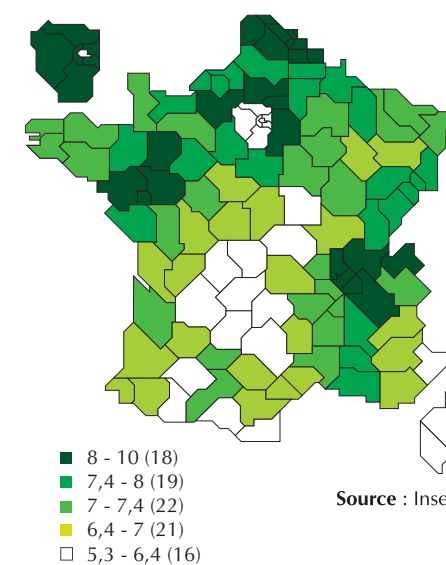 8 - 10 (18)
7,4 - 8 (19)
7 - 7,4 (22)
6,4 - 7 (21)
5,3 - 6,4 (16)
Source : Inse